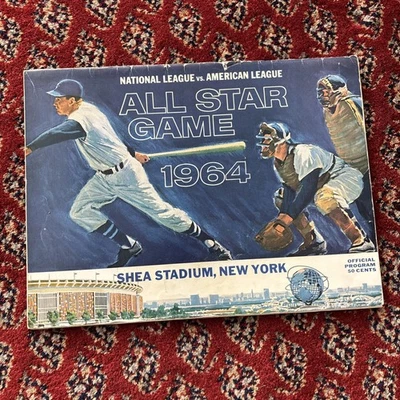 NATIONAL LEAGUE vs. AMERICAN LEAGUE
ALL STAR
GAME
1964
SHEA STADIUM, NEW YORK
OFFICIAL
PROGRAM
50 CENTS